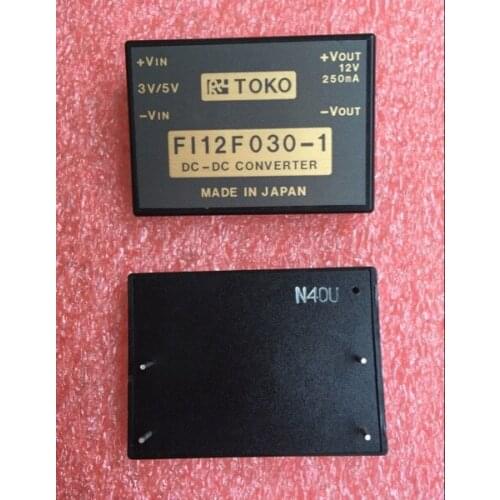 +VIN
+VOUT
12V
250mA
3V/5V
TOKO
-VIN
-VOUT
FI12F030-1
DC-DC CONVERTER
MADE IN JAPAN
N40U